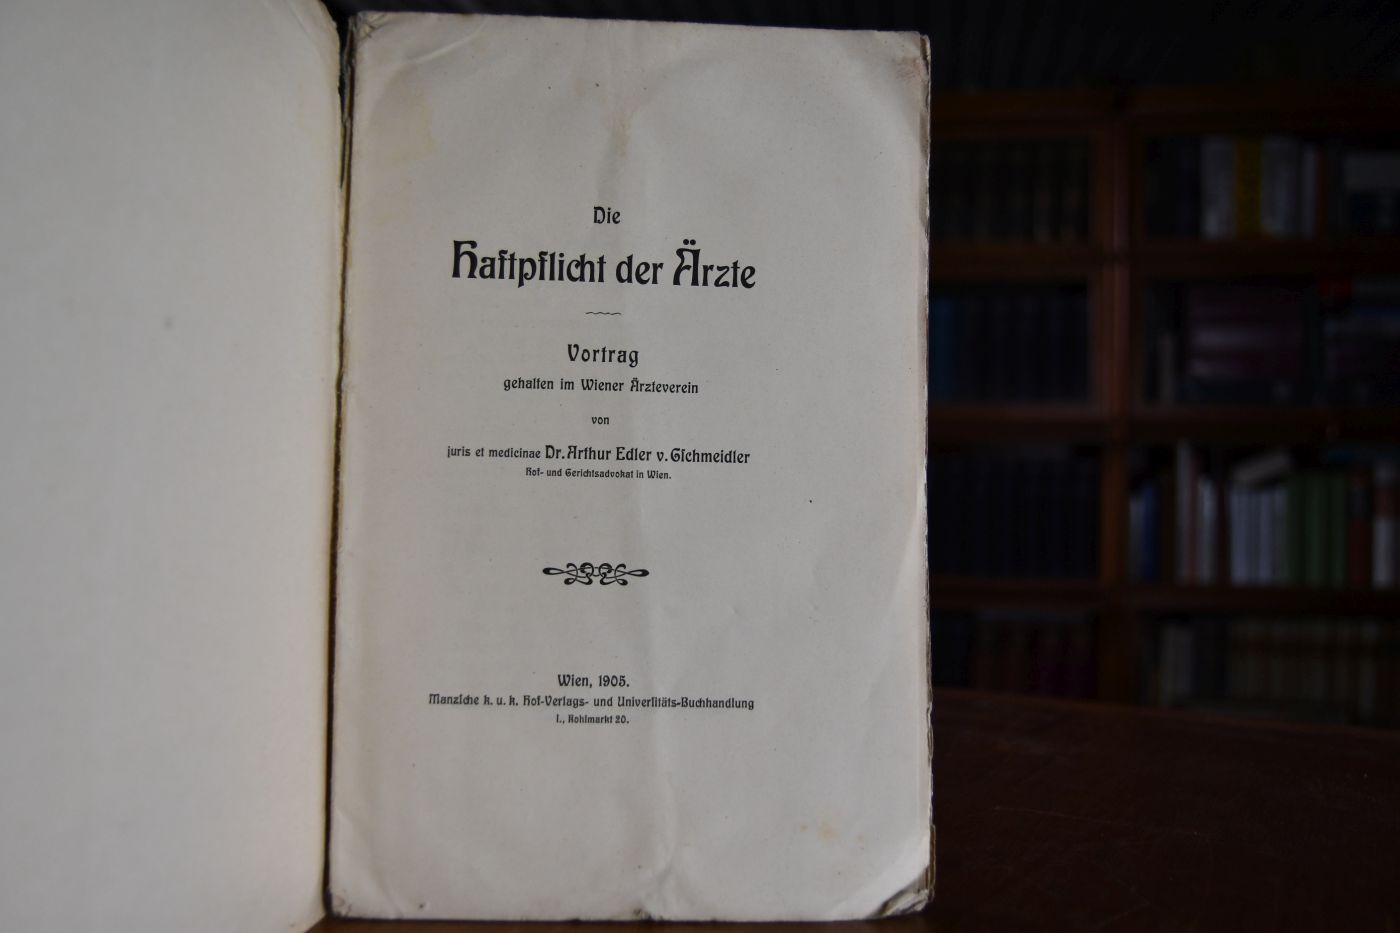 Die
Haftpflicht der Ärzte
Vortrag
gehalten im Wiener Ärzteverein
von
juris et medicinae Dr. Arthur Edler v. Gſchmeidler
Hof- und Gerichtsadvokat in Wien.
Wien, 1905.
Manzſche k. u. k. Hof-Verlags- und Univerſitäts-Buchhandlung
I., Kohlmarkt 20.